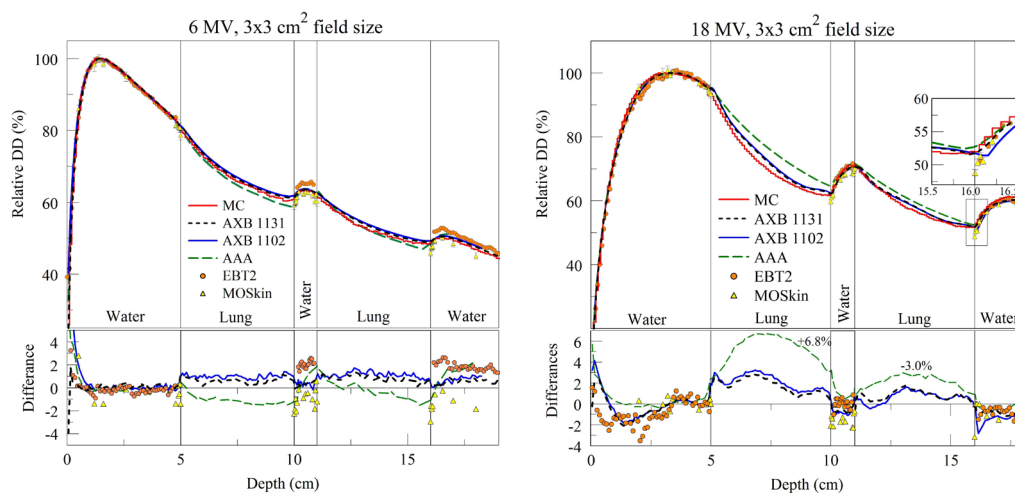 6 MV, 3x3 cm² field size
Relative DD (%)
100
80
60
40
MC
AXB 1131
AXB 1102
AAA
EBT2
MOSkin
Water
Lung
Water
Lung
Water
Differance
4
2
0
-2
-4
0
5
10
15
Depth (cm)
18 MV, 3x3 cm² field size
Relative DD (%)
100
80
60
40
60
55
50
15.5
16.0
MC
AXB 1131
AXB 1102
AAA
EBT2
MOSkin
Water
Lung
Water
Lung
Differences
6
4
2
0
-2
-4
+6.8%
-3.0%
0
5
10
15
Depth (cm)